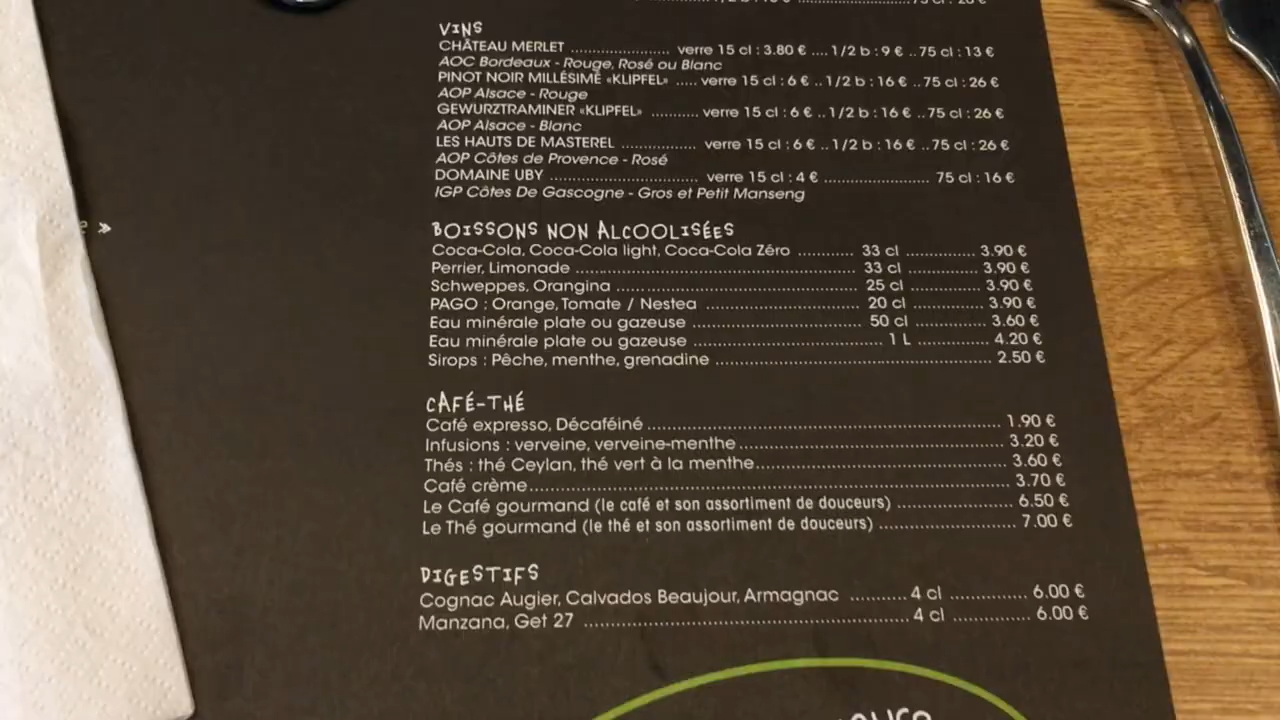 VINS
CHÂTEAU MERLET .................... verre 15 cl : 3.80 € .... 1/2 b : 9 € .. 75 cl : 13 €
AOC Bordeaux - Rouge, Rosé ou Blanc
PINOT NOIR MILLÉSIMÉ «KLIPFEL» ..... verre 15 cl : 6 € .. 1/2 b : 16 € .. 75 cl : 26 €
AOP Alsace - Rouge
GEWURZTRAMINER «KLIPFEL» .......... verre 15 cl : 6 € .. 1/2 b : 16 € .. 75 cl : 26 €
AOP Alsace - Blanc
LES HAUTS DE MASTEREL ................ verre 15 cl : 6 € .. 1/2 b : 16 € .. 75 cl : 26 €
AOP Côtes de Provence - Rosé
DOMAINE UBY ................................ verre 15 cl : 4 € ....................... 75 cl : 16 €
IGP Côtes De Gascogne - Gros et Petit Manseng
»
BOISSONS NON ALCOOLISÉES
Coca-Cola, Coca-Cola light, Coca-Cola Zéro .......... 33 cl ............ 3.90 €
Perrier, Limonade ........................................ 33 cl ............ 3.90 €
Schweppes, Orangina .................................. 25 cl ............ 3.90 €
PAGO : Orange, Tomate / Nestea .................... 20 cl ............ 3.90 €
Eau minérale plate ou gazeuse ..................... 50 cl ............ 3.60 €
Eau minérale plate ou gazeuse ..................... 1 L ............ 4.20 €
Sirops : Pêche, menthe, grenadine ........................................ 2.50 €
CAFÉ-THÉ
Café expresso, Décaféiné ........................................ 1.90 €
Infusions : verveine, verveine-menthe ........................................ 3.20 €
Thés : thé Ceylan, thé vert à la menthe ........................................ 3.60 €
Café crème ........................................ 3.70 €
Le Café gourmand (le café et son assortiment de douceurs) .................... 6.50 €
Le Thé gourmand (le thé et son assortiment de douceurs) .................... 7.00 €
DIGESTIFS
Cognac Augier, Calvados Beaujour, Armagnac .......... 4 cl .............. 6.00 €
Manzana, Get 27 ........................................ 4 cl .............. 6.00 €